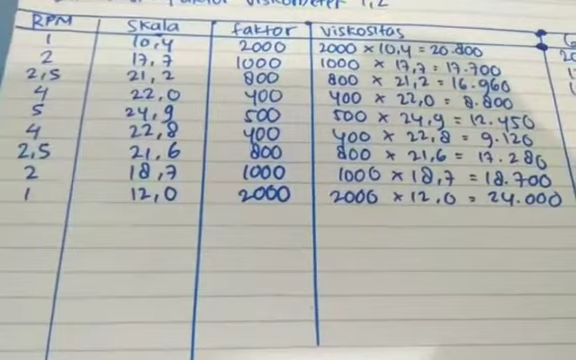 faktor viskometer 1,2
RPM Skala faktor Viskositas
1 10,4 2000 2000 × 10,4 = 20.800
2 17,7 1000 1000 × 17,7 = 17.700
2,5 21,2 800 800 × 21,2 = 16.960
4 22,0 400 400 × 22,0 = 8.800
5 24,9 500 500 × 24,9 = 12.450
4 22,8 400 400 × 22,8 = 9.120
2,5 21,6 800 800 × 21,6 = 17.280
2 18,7 1000 1000 × 18,7 = 18.700
1 12,0 2000 2000 × 12,0 = 24.000